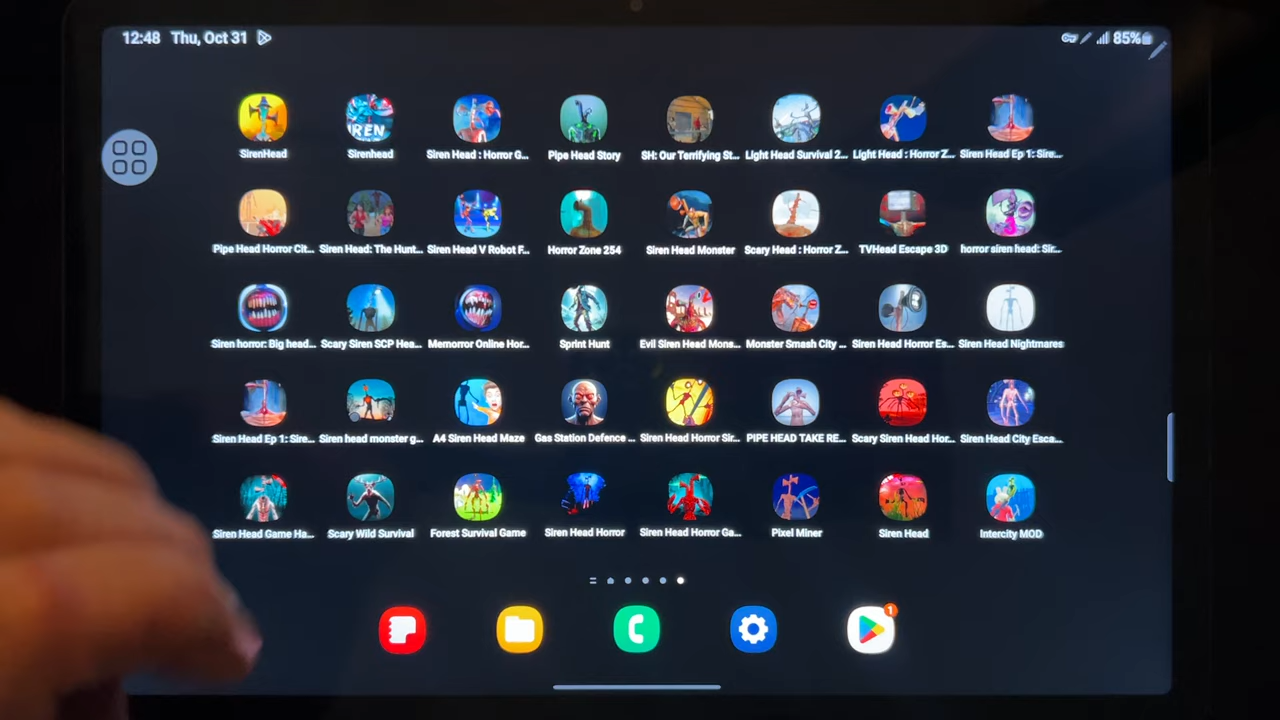 12:48 Thu, Oct 31
85%
SirenHead
Sirenhead
Siren Head : Horror G...
Pipe Head Story
SH: Our Terrifying St...
Light Head Survival 2...
Light Head : Horror Z...
Siren Head Ep 1: Sire...
Pipe Head Horror Cit...
Siren Head: The Hunt...
Siren Head V Robot F...
Horror Zone 254
Siren Head Monster
Scary Head : Horror Z...
TVHead Escape 3D
horror siren head: Sir...
Siren horror: Big head...
Scary Siren SCP Hea...
Memorror Online Hor...
Sprint Hunt
Evil Siren Head Mons...
Monster Smash City ...
Siren Head Horror Es...
Siren Head Nightmares
Siren Head Ep 1: Sire...
Siren head monster g...
A4 Siren Head Maze
Gas Station Defence ...
Siren Head Horror Sir...
PIPE HEAD TAKE RE...
Scary Siren Head Hor...
Siren Head City Esca...
Siren Head Game Ha...
Scary Wild Survival
Forest Survival Game
Siren Head Horror
Siren Head Horror Ga...
Pixel Miner
Siren Head
Intercity MOD
1